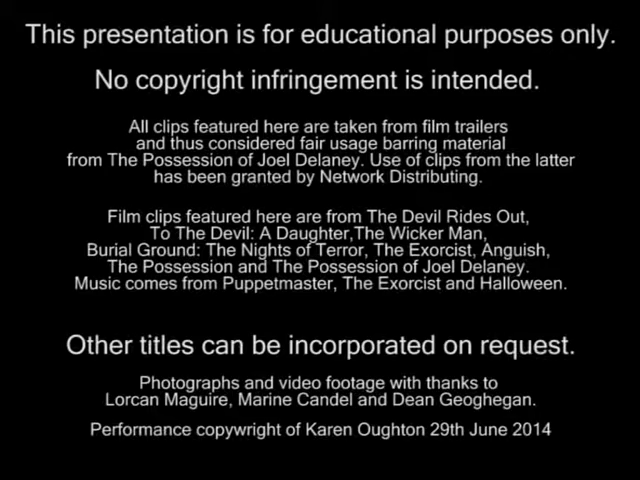 This presentation is for educational purposes only.
No copyright infringement is intended.
All clips featured here are taken from film trailers
and thus considered fair usage barring material
from The Possession of Joel Delaney. Use of clips from the latter
has been granted by Network Distributing.
Film clips featured here are from The Devil Rides Out,
To The Devil: A Daughter,The Wicker Man,
Burial Ground: The Nights of Terror, The Exorcist, Anguish,
The Possession and The Possession of Joel Delaney.
Music comes from Puppetmaster, The Exorcist and Halloween.
Other titles can be incorporated on request.
Photographs and video footage with thanks to
Lorcan Maguire, Marine Candel and Dean Geoghegan.
Performance copywright of Karen Oughton 29th June 2014